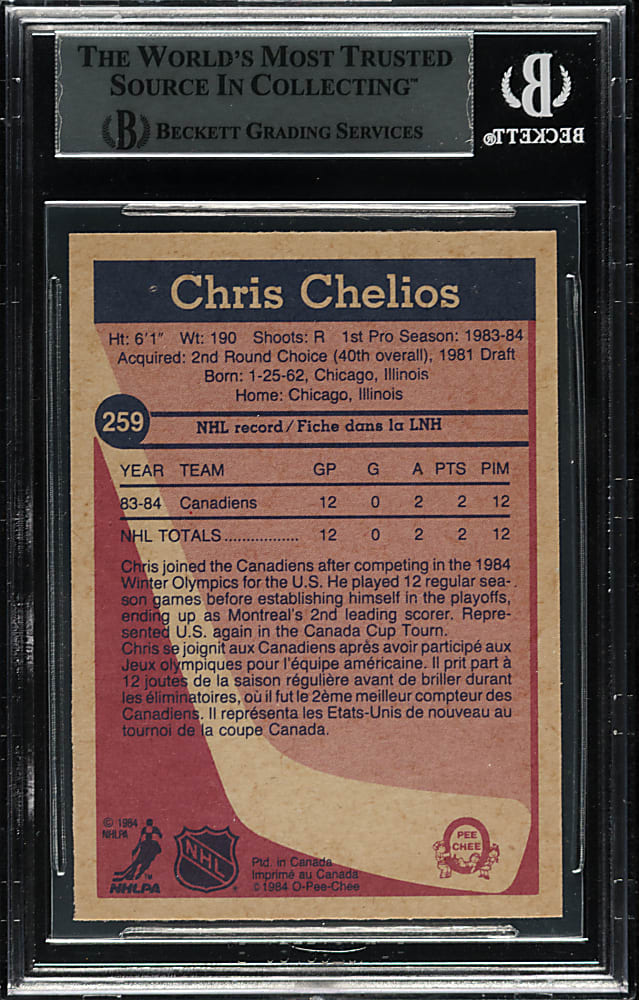 THE WORLD'S MOST TRUSTED
SOURCE IN COLLECTING™
B BECKETT GRADING SERVICES
B
BECKETT®
Chris Chelios
Ht: 6'1" Wt: 190 Shoots: R 1st Pro Season: 1983-84
Acquired: 2nd Round Choice (40th overall), 1981 Draft
Born: 1-25-62, Chicago, Illinois
Home: Chicago, Illinois
259
NHL record/Fiche dans la LNH
YEAR TEAM GP G A PTS PIM
83-84 Canadiens 12 0 2 2 12
NHL TOTALS ................. 12 0 2 2 12
Chris joined the Canadiens after competing in the 1984
Winter Olympics for the U.S. He played 12 regular sea-
son games before establishing himself in the playoffs,
ending up as Montreal's 2nd leading scorer. Repre-
sented U.S. again in the Canada Cup Tourn.
Chris se joignit aux Canadiens après avoir participé aux
Jeux olympiques pour l'équipe américaine. Il prit part à
12 joutes de la saison régulière avant de briller durant
les éliminatoires, où il fut le 2ème meilleur compteur des
Canadiens. Il représenta les Etats-Unis de nouveau au
tournoi de la coupe Canada.
© 1984
NHLPA
TM
NHLPA
NHL
Ptd. in Canada
Imprimé au Canada
© 1984 O-Pee-Chee
PEE
CHEE